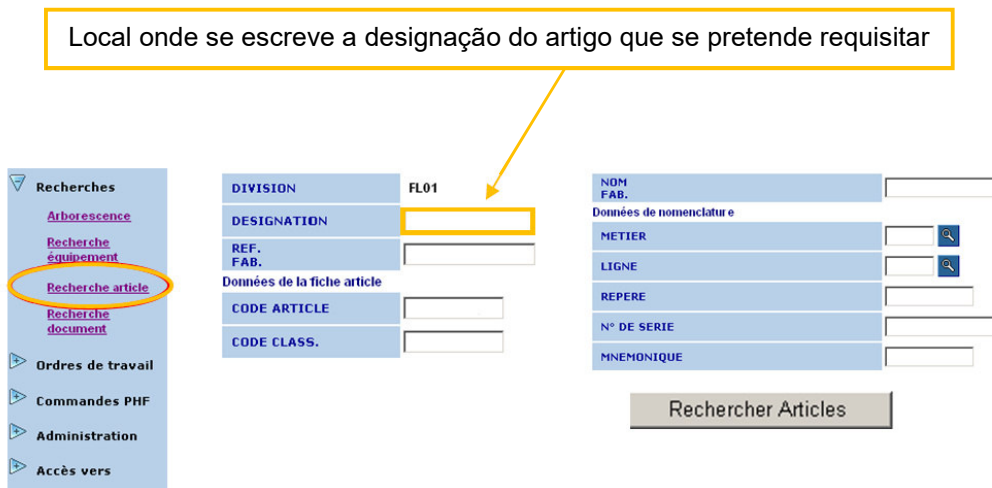 Local onde se escreve a designação do artigo que se pretende requisitar
Recherches
Arborescence
Recherche
équipement
Recherche article
Recherche
document
Ordres de travail
Commandes PHF
Administration
Accès vers
DIVISION FL01
DESIGNATION
REF.
FAB.
Données de la fiche article
CODE ARTICLE
CODE CLASS.
NOM
FAB.
Données de nomenclature
METIER
LIGNE
REPERE
N° DE SERIE
MNEMONIQUE
Rechercher Articles